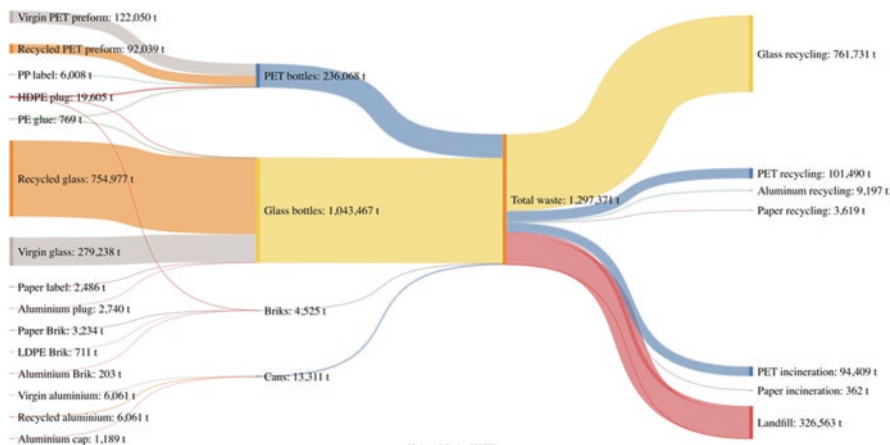 Virgin PET preform: 122,050 t
Recycled PET preform: 92,039 t
PP label: 6,008 t
HDPE plug: 19,605 t
PE glue: 769 t
Recycled glass: 754,977 t
Virgin glass: 279,238 t
Paper label: 2,486 t
Aluminium plug: 2,740 t
Paper Brik: 3,234 t
LDPE Brik: 711 t
Aluminium Brik: 203 t
Virgin aluminium: 6,061 t
Recycled aluminium: 6,061 t
Aluminium cap: 1,189 t
PET bottles: 236,068 t
Glass bottles: 1,043,467 t
Briks: 4,525 t
Cans: 13,311 t
Total waste: 1,297,371 t
Glass recycling: 761,731 t
PET recycling: 101,490 t
Aluminum recycling: 9,197 t
Paper recycling: 3,619 t
PET incineration: 94,409 t
Paper incineration: 362 t
Landfill: 326,563 t